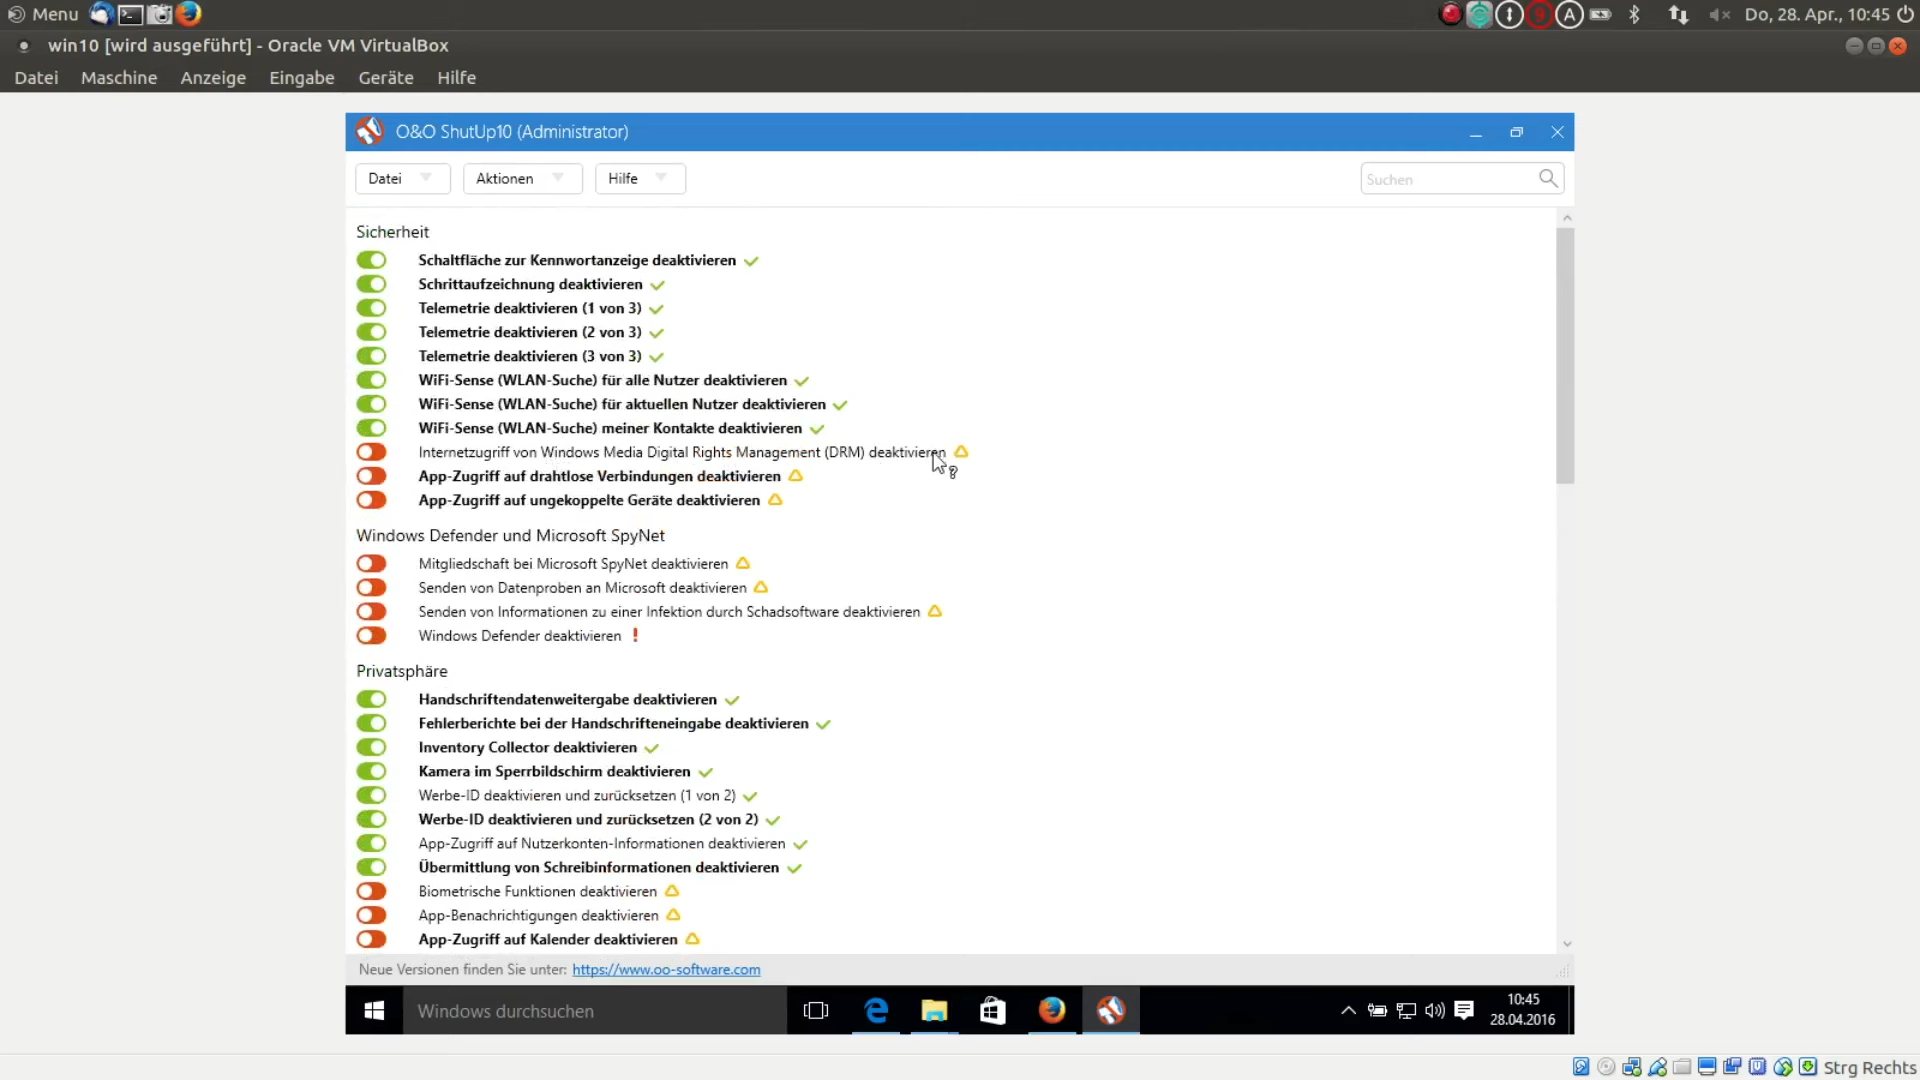 Menu
Do, 28. Apr., 10:45
win10 [wird ausgeführt] - Oracle VM VirtualBox
Datei Maschine Anzeige Eingabe Geräte Hilfe
O&O ShutUp10 (Administrator)
Datei Aktionen Hilfe Suchen
Sicherheit
Schaltfläche zur Kennwortanzeige deaktivieren
Schrittaufzeichnung deaktivieren
Telemetrie deaktivieren (1 von 3)
Telemetrie deaktivieren (2 von 3)
Telemetrie deaktivieren (3 von 3)
WiFi-Sense (WLAN-Suche) für alle Nutzer deaktivieren
WiFi-Sense (WLAN-Suche) für aktuellen Nutzer deaktivieren
WiFi-Sense (WLAN-Suche) meiner Kontakte deaktivieren
Internetzugriff von Windows Media Digital Rights Management (DRM) deaktivieren
App-Zugriff auf drahtlose Verbindungen deaktivieren
App-Zugriff auf ungekoppelte Geräte deaktivieren
Windows Defender und Microsoft SpyNet
Mitgliedschaft bei Microsoft SpyNet deaktivieren
Senden von Datenproben an Microsoft deaktivieren
Senden von Informationen zu einer Infektion durch Schadsoftware deaktivieren
Windows Defender deaktivieren
Privatsphäre
Handschriftendatenweitergabe deaktivieren
Fehlerberichte bei der Handschrifteneingabe deaktivieren
Inventory Collector deaktivieren
Kamera im Sperrbildschirm deaktivieren
Werbe-ID deaktivieren und zurücksetzen (1 von 2)
Werbe-ID deaktivieren und zurücksetzen (2 von 2)
App-Zugriff auf Nutzerkonten-Informationen deaktivieren
Übermittlung von Schreibinformationen deaktivieren
Biometrische Funktionen deaktivieren
App-Benachrichtigungen deaktivieren
App-Zugriff auf Kalender deaktivieren
Neue Versionen finden Sie unter: https://www.oo-software.com
Windows durchsuchen
10:45
28.04.2016
Strg Rechts